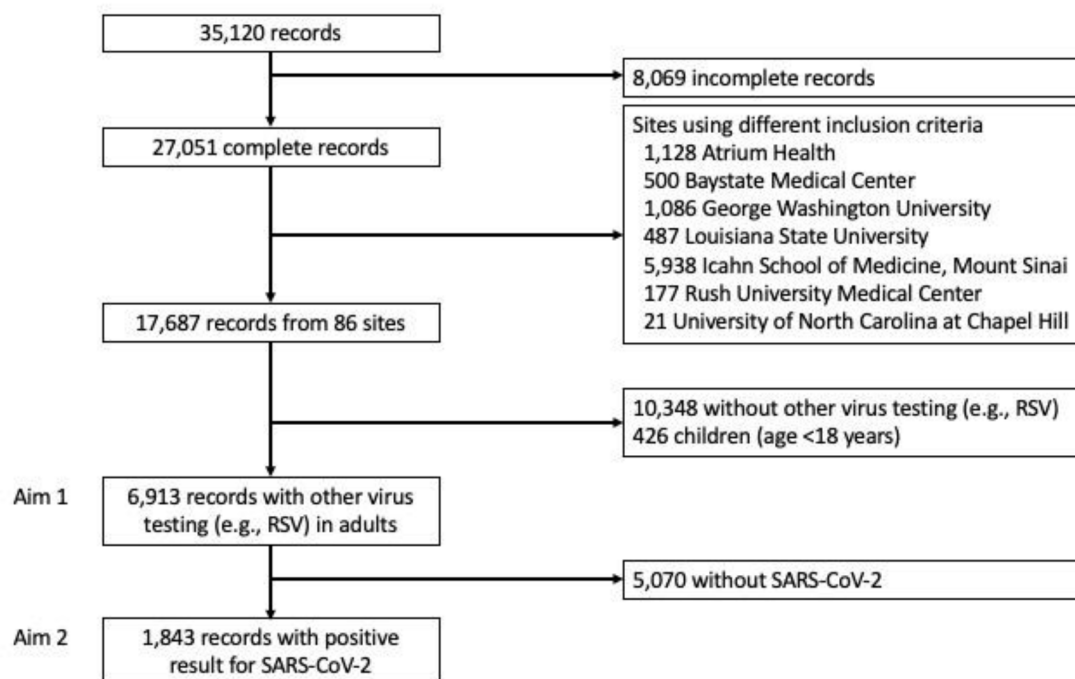 35,120 records
8,069 incomplete records
27,051 complete records
Sites using different inclusion criteria
1,128 Atrium Health
500 Baystate Medical Center
1,086 George Washington University
487 Louisiana State University
5,938 Icahn School of Medicine, Mount Sinai
177 Rush University Medical Center
21 University of North Carolina at Chapel Hill
17,687 records from 86 sites
10,348 without other virus testing (e.g., RSV)
426 children (age <18 years)
Aim 1
6,913 records with other virus
testing (e.g., RSV) in adults
5,070 without SARS-CoV-2
Aim 2
1,843 records with positive
result for SARS-CoV-2